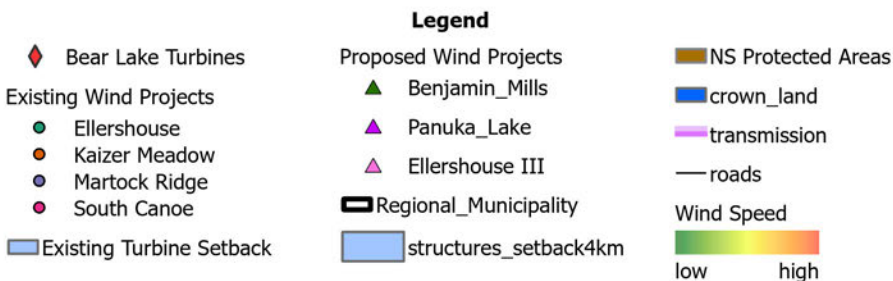 Legend
Bear Lake Turbines
Existing Wind Projects
Ellershouse
Kaizer Meadow
Martock Ridge
South Canoe
Existing Turbine Setback
Proposed Wind Projects
Benjamin_Mills
Panuka_Lake
Ellershouse III
Regional_Municipality
structures_setback4km
NS Protected Areas
crown_land
transmission
roads
Wind Speed
low high